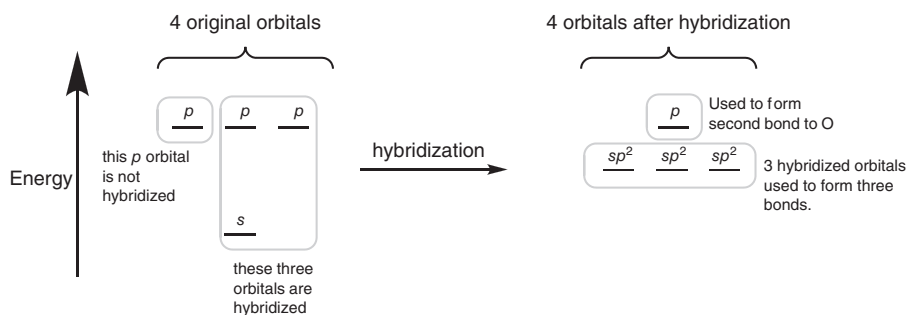 4 original orbitals
4 orbitals after hybridization
Energy
p
p p
this p orbital
is not
hybridized
s
these three
orbitals are
hybridized
hybridization
p
Used to form
second bond to O
sp² sp² sp²
3 hybridized orbitals
used to form three
bonds.